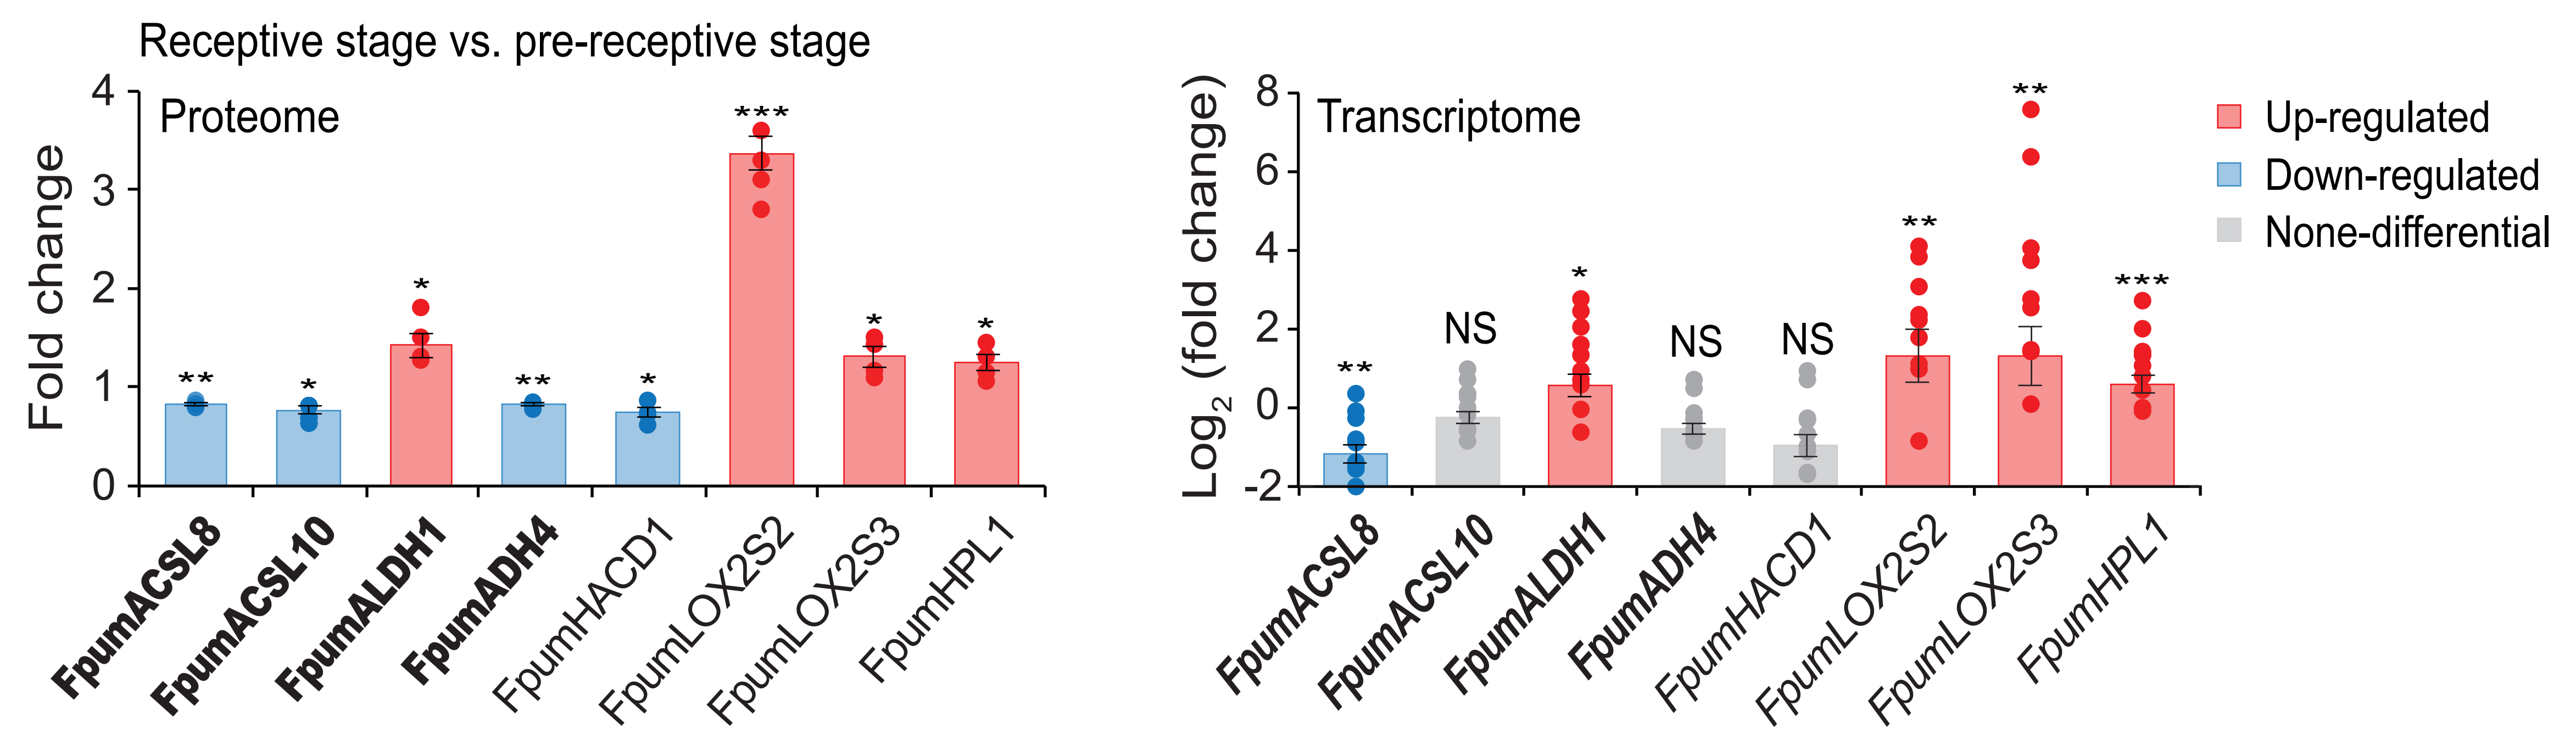 Receptive stage vs. pre-receptive stage
Proteome
Fold change
4
3
2
1
0
**
*
*
**
*
***
*
*
FpumACSL8
FpumACSL10
FpumALDH1
FpumADH4
FpumHACD1
FpumLOX2S2
FpumLOX2S3
FpumHPL1
Transcriptome
Log2 (fold change)
8
6
4
2
0
-2
**
NS
*
NS
NS
**
**
***
FpumACSL8
FpumACSL10
FpumALDH1
FpumADH4
FpumHACD1
FpumLOX2S2
FpumLOX2S3
FpumHPL1
Up-regulated
Down-regulated
None-differential